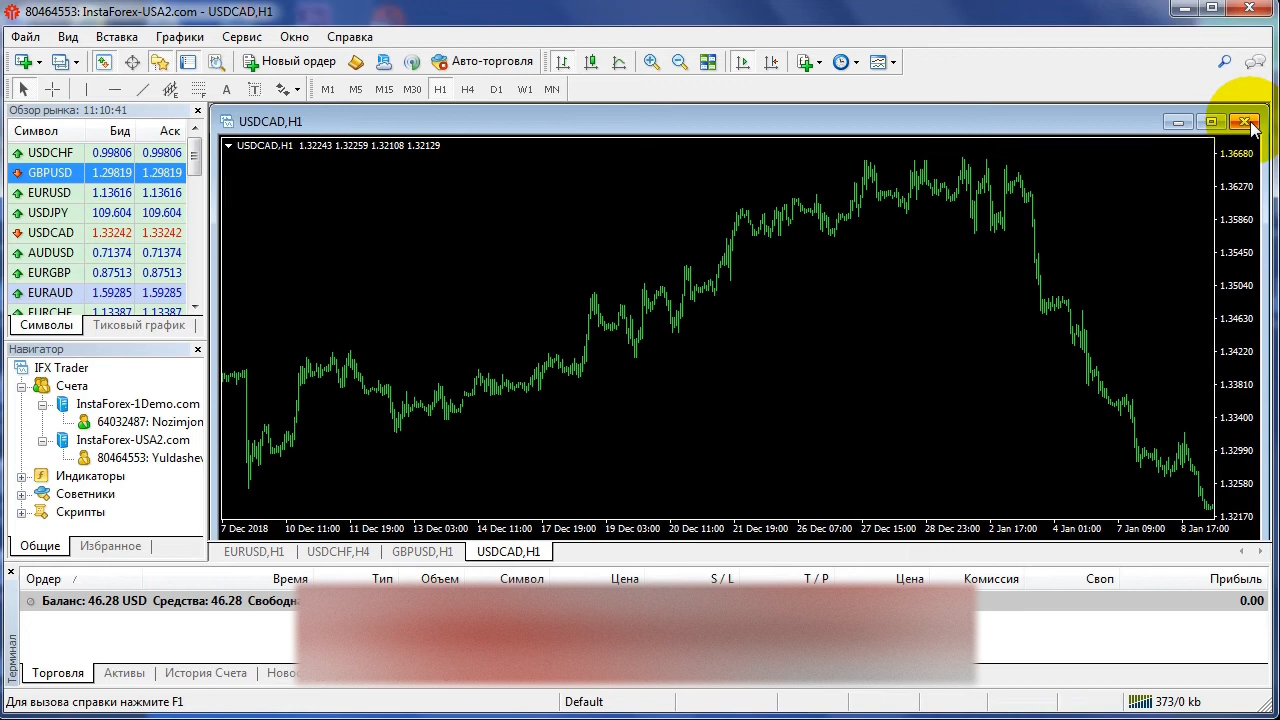 80464553: InstaForex-USA2.com - USDCAD,H1
Файл Вид Вставка Графики Сервис Окно Справка
Новый ордер Авто-торговля
A T M1 M5 M15 M30 H1 H4 D1 W1 MN
Обзор рынка: 11:10:41
Символ Бид Аск
USDCHF 0.99806 0.99806
GBPUSD 1.29819 1.29819
EURUSD 1.13616 1.13616
USDJPY 109.604 109.604
USDCAD 1.33242 1.33242
AUDUSD 0.71374 0.71374
EURGBP 0.87513 0.87513
EURAUD 1.59285 1.59285
EURCHF 1.13387 1.13387
Символы Тиковый график
Навигатор
IFX Trader
Счета
InstaForex-1Demo.com
64032487: Nozimjon
InstaForex-USA2.com
80464553: Yuldashev
Индикаторы
Советники
Скрипты
Общие Избранное
USDCAD,H1
USDCAD,H1 1.32243 1.32259 1.32108 1.32129
1.36680
1.36270
1.35860
1.35450
1.35040
1.34630
1.34220
1.33810
1.33400
1.32990
1.32580
1.32170
7 Dec 2018 10 Dec 11:00 11 Dec 19:00 13 Dec 03:00 14 Dec 11:00 17 Dec 19:00 19 Dec 03:00 20 Dec 11:00 21 Dec 19:00 26 Dec 07:00 27 Dec 15:00 28 Dec 23:00 2 Jan 17:00 4 Jan 01:00 7 Jan 09:00 8 Jan 17:00
EURUSD,H1 USDCHF,H4 GBPUSD,H1 USDCAD,H1
Ордер Время Тип Объем Символ Цена S / L T / P Цена Комиссия Своп Прибыль
Баланс: 46.28 USD Средства: 46.28 0.00
Терминал
Торговля Активы История Счета
Для вызова справки нажмите F1 Default 373/0 kb